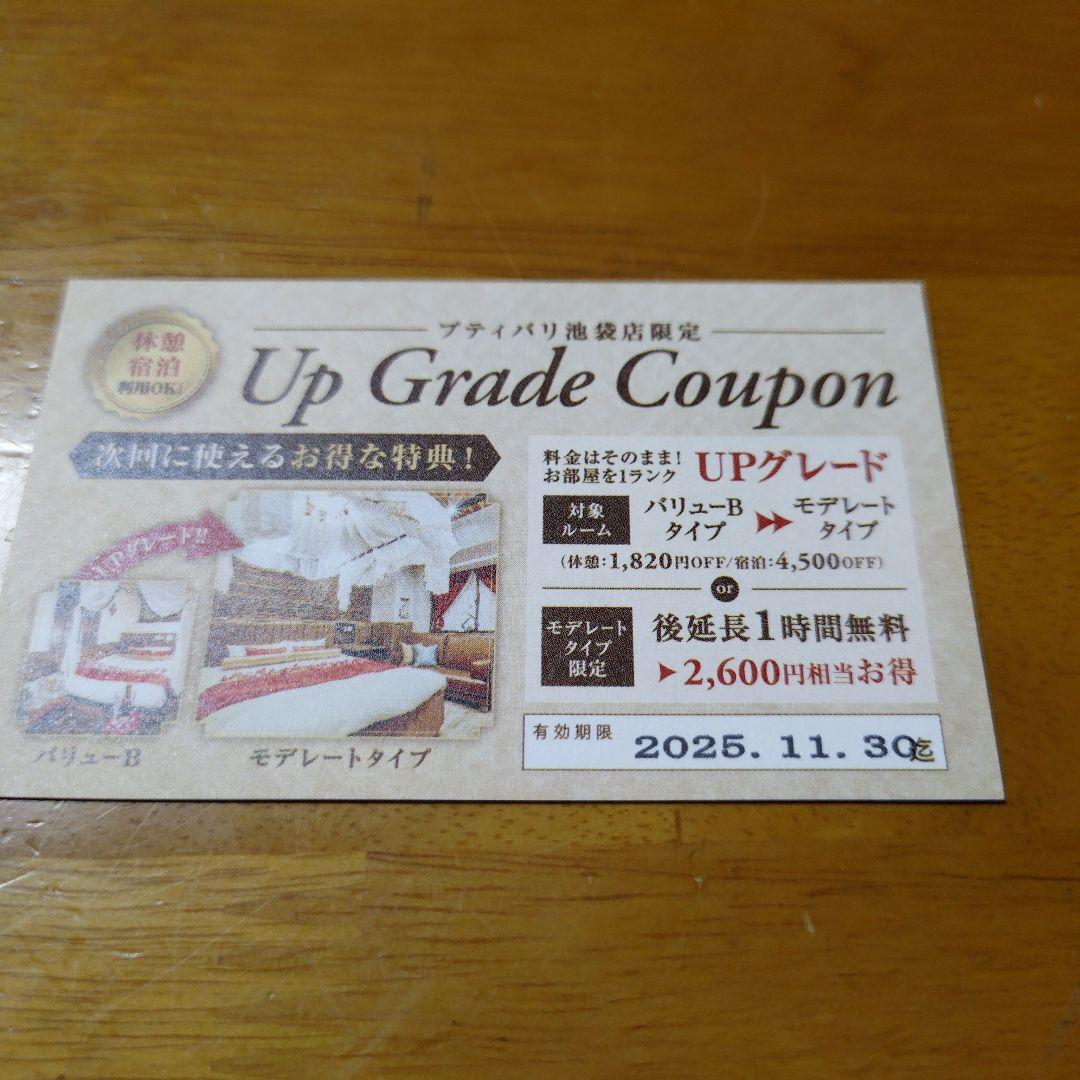 休憩
宿泊
利用OK!
プティバリ池袋店限定
Up Grade Coupon
次回に使えるお得な特典!
UPグレード!!
バリューB
モデレートタイプ
料金はそのまま!
お部屋を1ランク
UPグレード
対象
ルーム
バリューB
タイプ
モデレート
タイプ
(休憩:1,820円OFF/宿泊:4,500OFF)
or
モデレート
タイプ
限定
後延長1時間無料
2,600円相当お得
有効期限
2025.11.30迄